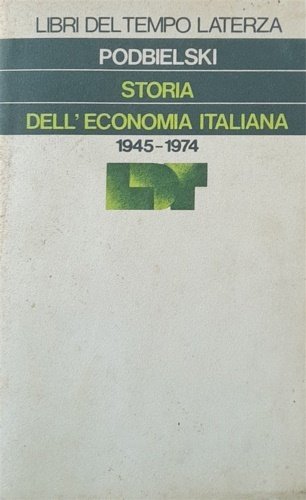 LIBRI DEL TEMPO LATERZA
PODBIELSKI
STORIA
DELL'ECONOMIA ITALIANA
1945-1974
LDT